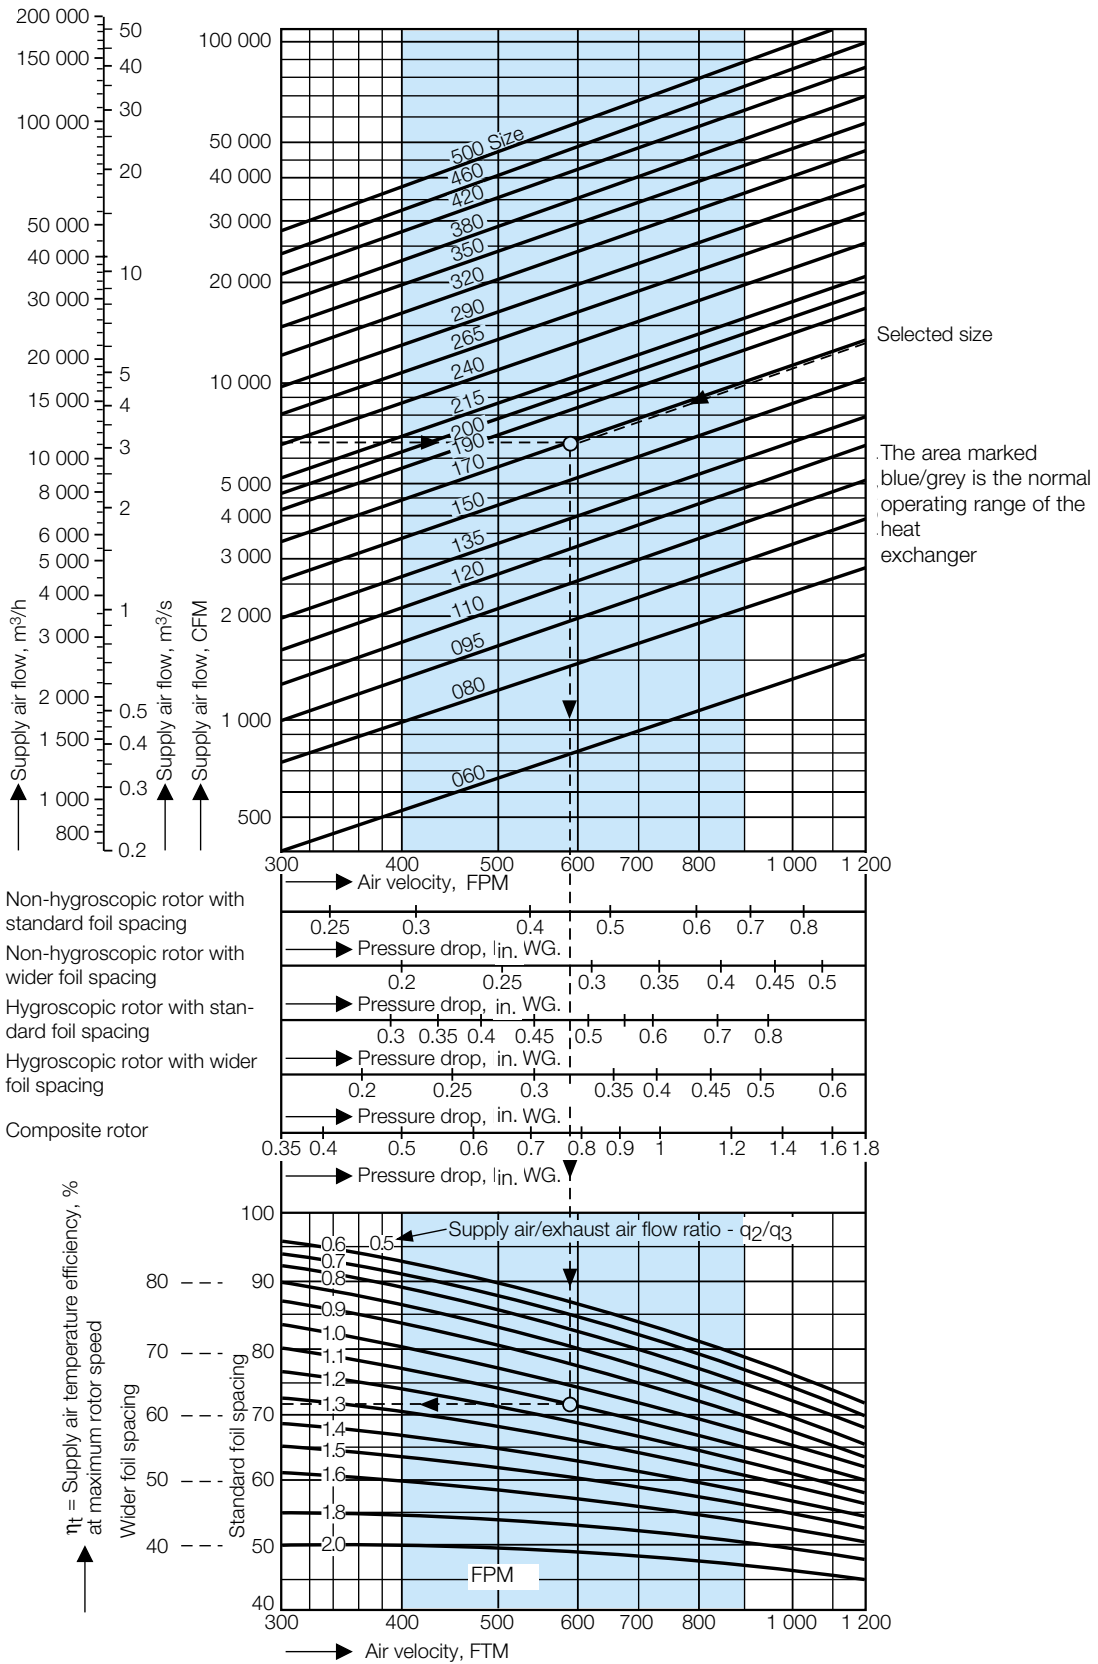 200 000
150 000
100 000
50 000
40 000
30 000
20 000
15 000
10 000
8 000
6 000
5 000
4 000
3 000
2 000
1 500
1 000
800
Supply air flow, m³/h
50
40
30
20
10
5
4
3
2
1
0.5
0.4
0.3
0.2
Supply air flow, m³/s
100 000
50 000
40 000
30 000
20 000
10 000
5 000
4 000
3 000
2 000
1 000
500
Supply air flow, CFM
500 Size
460
420
380
350
320
290
265
240
215
200
190
170
150
135
120
110
095
080
060
Selected size
The area marked
blue/grey is the normal
operating range of the
heat
exchanger
300 400 500 600 700 800 1 000 1 200
Air velocity, FPM
Non-hygroscopic rotor with
standard foil spacing
0.25 0.3 0.4 0.5 0.6 0.7 0.8
Pressure drop, in. WG.
Non-hygroscopic rotor with
wider foil spacing
0.2 0.25 0.3 0.35 0.4 0.45 0.5
Pressure drop, in. WG.
Hygroscopic rotor with stan-
dard foil spacing
0.3 0.35 0.4 0.45 0.5 0.6 0.7 0.8
Pressure drop, in. WG.
Hygroscopic rotor with wider
foil spacing
0.2 0.25 0.3 0.35 0.4 0.45 0.5 0.6
Pressure drop, in. WG.
Composite rotor
0.35 0.4 0.5 0.6 0.7 0.8 0.9 1 1.2 1.4 1.6 1.8
Pressure drop, in. WG.
ηt = Supply air temperature efficiency, %
at maximum rotor speed
Wider foil spacing
80
70
60
50
40
Standard foil spacing
100
90
80
70
60
50
40
Supply air/exhaust air flow ratio - q2/q3
0.5
0.6
0.7
0.8
0.9
1.0
1.1
1.2
1.3
1.4
1.5
1.6
1.8
2.0
FPM
300 400 500 600 700 800 1 000 1 200
Air velocity, FTM